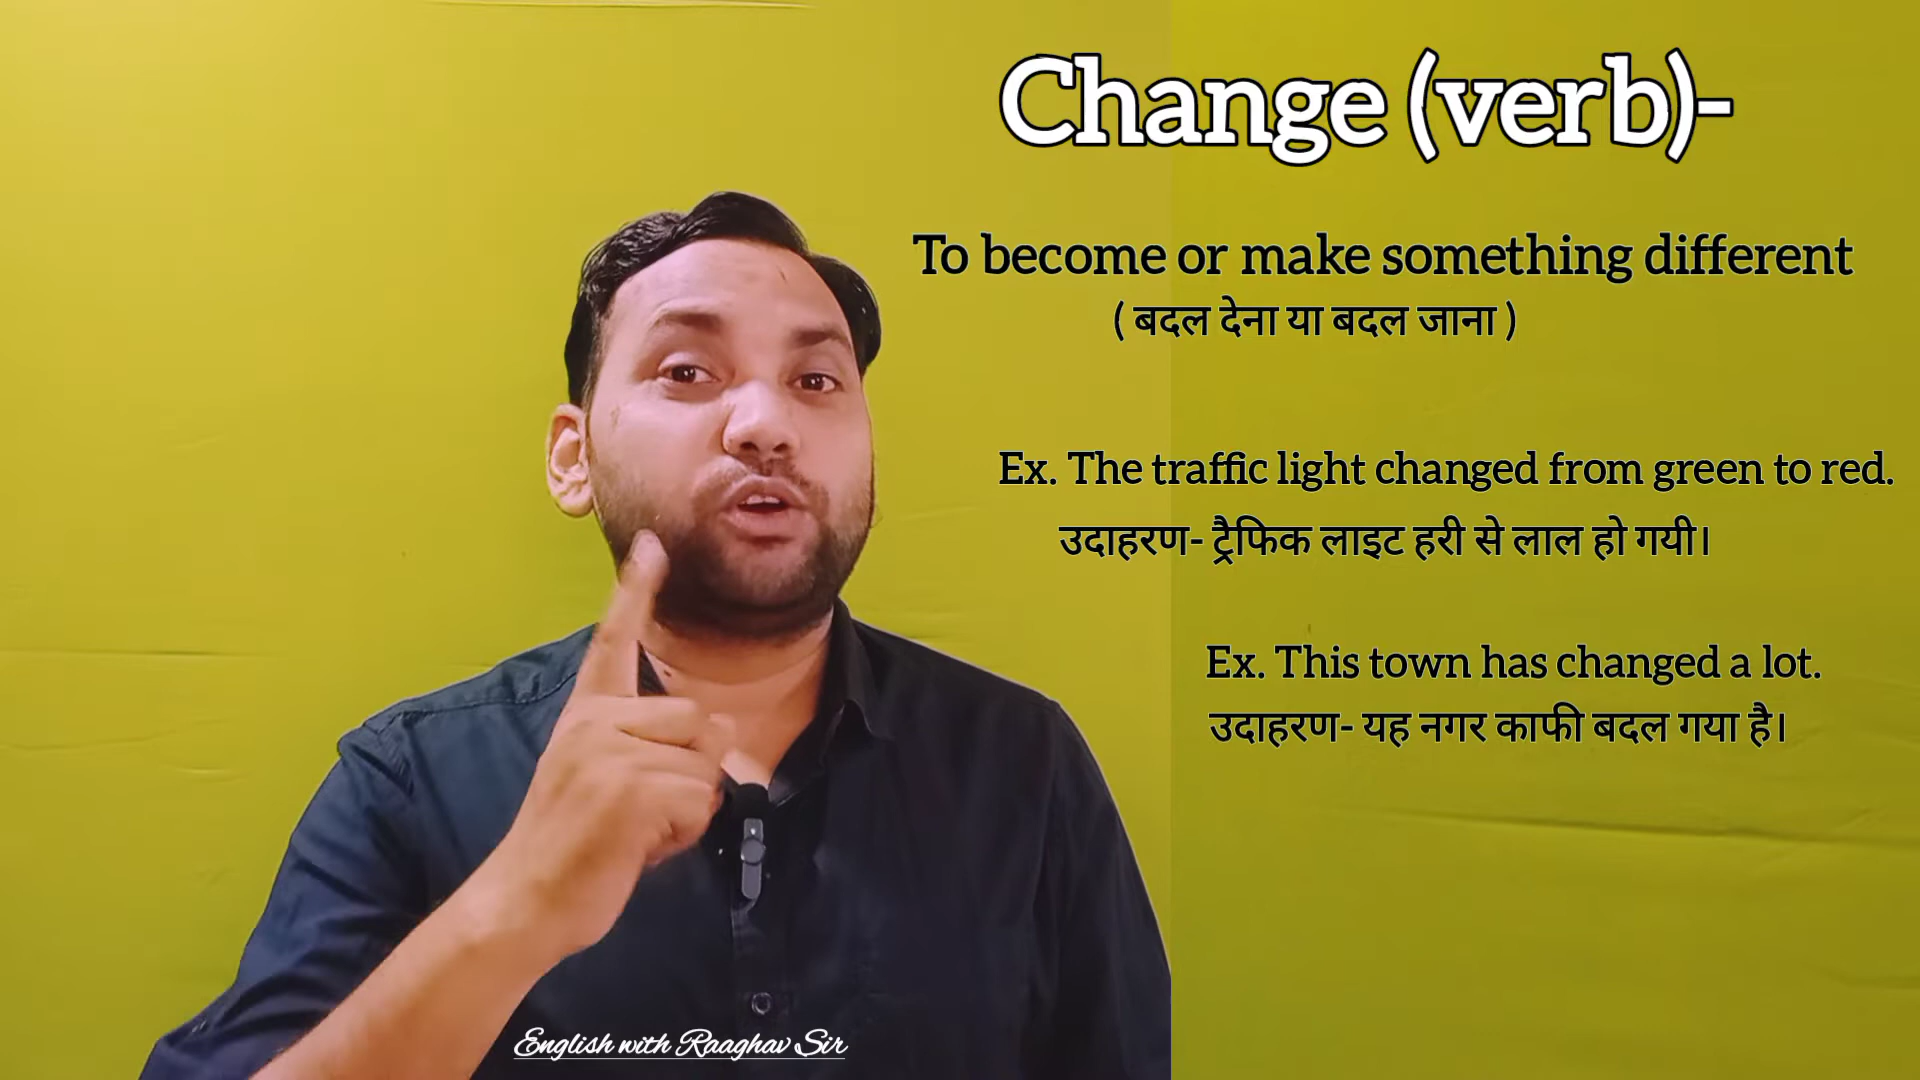 Change (verb)-
To become or make something different
( बदल देना या बदल जाना )
Ex. The traffic light changed from green to red.
उदाहरण- ट्रैफिक लाइट हरी से लाल हो गयी।
Ex. This town has changed a lot.
उदाहरण- यह नगर काफी बदल गया है।
English with Raaghav Sir